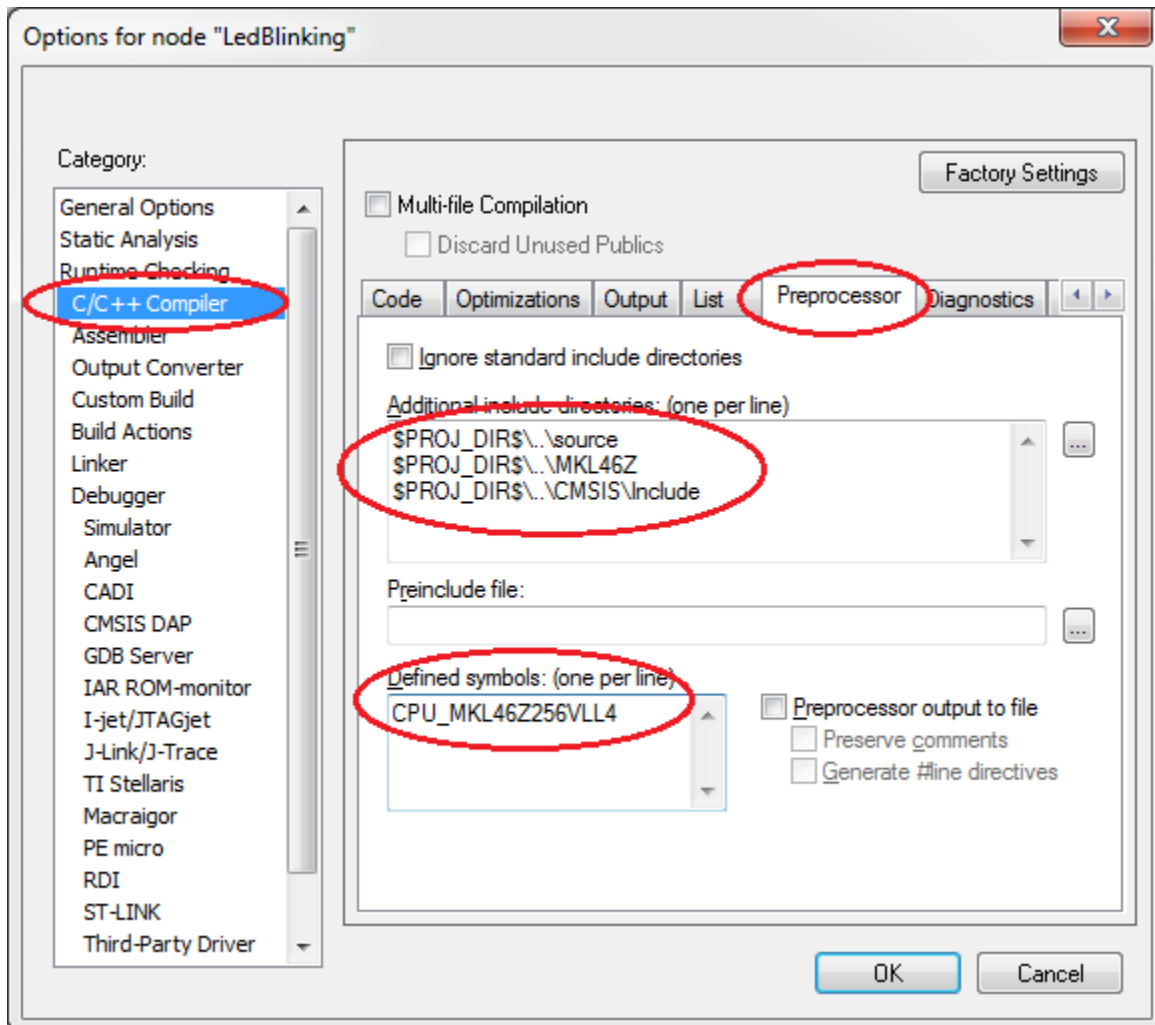 Options for node "LedBlinking"
Category:
Factory Settings
General Options
Static Analysis
Runtime Checking
C/C++ Compiler
Assembler
Output Converter
Custom Build
Build Actions
Linker
Debugger
Simulator
Angel
CADI
CMSIS DAP
GDB Server
IAR ROM-monitor
I-jet/JTAGjet
J-Link/J-Trace
TI Stellaris
Macraigor
PE micro
RDI
ST-LINK
Third-Party Driver
Multi-file Compilation
Discard Unused Publics
Code Optimizations Output List Preprocessor Diagnostics
Ignore standard include directories
Additional include directories: (one per line)
$PROJ_DIR$\..\source
$PROJ_DIR$\..\MKL46Z
$PROJ_DIR$\..\CMSIS\Include
...
Preinclude file:
...
Defined symbols: (one per line)
CPU_MKL46Z256VLL4
Preprocessor output to file
Preserve comments
Generate #line directives
OK Cancel